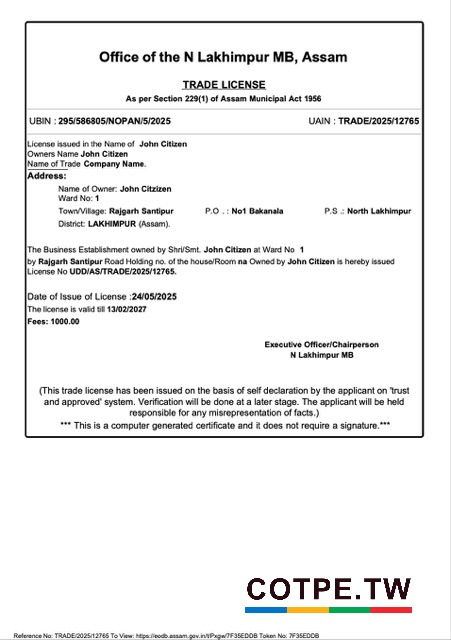 Office of the N Lakhimpur MB, Assam
TRADE LICENSE
As per Section 229(1) of Assam Municipal Act 1956
UBIN : 295/586805/NOPAN/5/2025 UAIN : TRADE/2025/12765
License issued in the Name of John Citizen
Owners Name John Citizen
Name of Trade Company Name.
Address:
Name of Owner: John Citzizen
Ward No: 1
Town/Village: Rajgarh Santipur P.O . : No1 Bakanala P.S .: North Lakhimpur
District: LAKHIMPUR (Assam).
The Business Establishment owned by Shri/Smt. John Citizen at Ward No 1
by Rajgarh Santipur Road Holding no. of the house/Room na Owned by John Citizen is hereby issued
License No UDD/AS/TRADE/2025/12765.
Date of Issue of License :24/05/2025
The license is valid till 13/02/2027
Fees: 1000.00
Executive Officer/Chairperson
N Lakhimpur MB
(This trade license has been issued on the basis of self declaration by the applicant on 'trust
and approved' system. Verification will be done at a later stage. The applicant will be held
responsible for any misrepresentation of facts.)
*** This is a computer generated certificate and it does not require a signature.***
COTPE.TW
Reference No: TRADE/2025/12765 To View: https://eodb.assam.gov.in/t/Pxgw/7F35EDDB Token No: 7F35EDDB